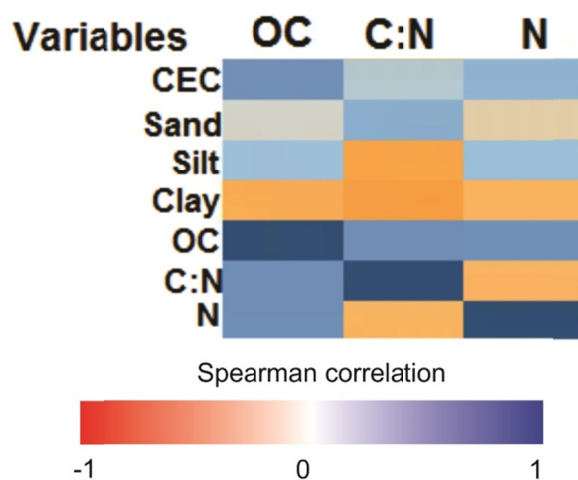 Variables OC C:N N
CEC
Sand
Silt
Clay
OC
C:N
N
Spearman correlation
-1 0 1